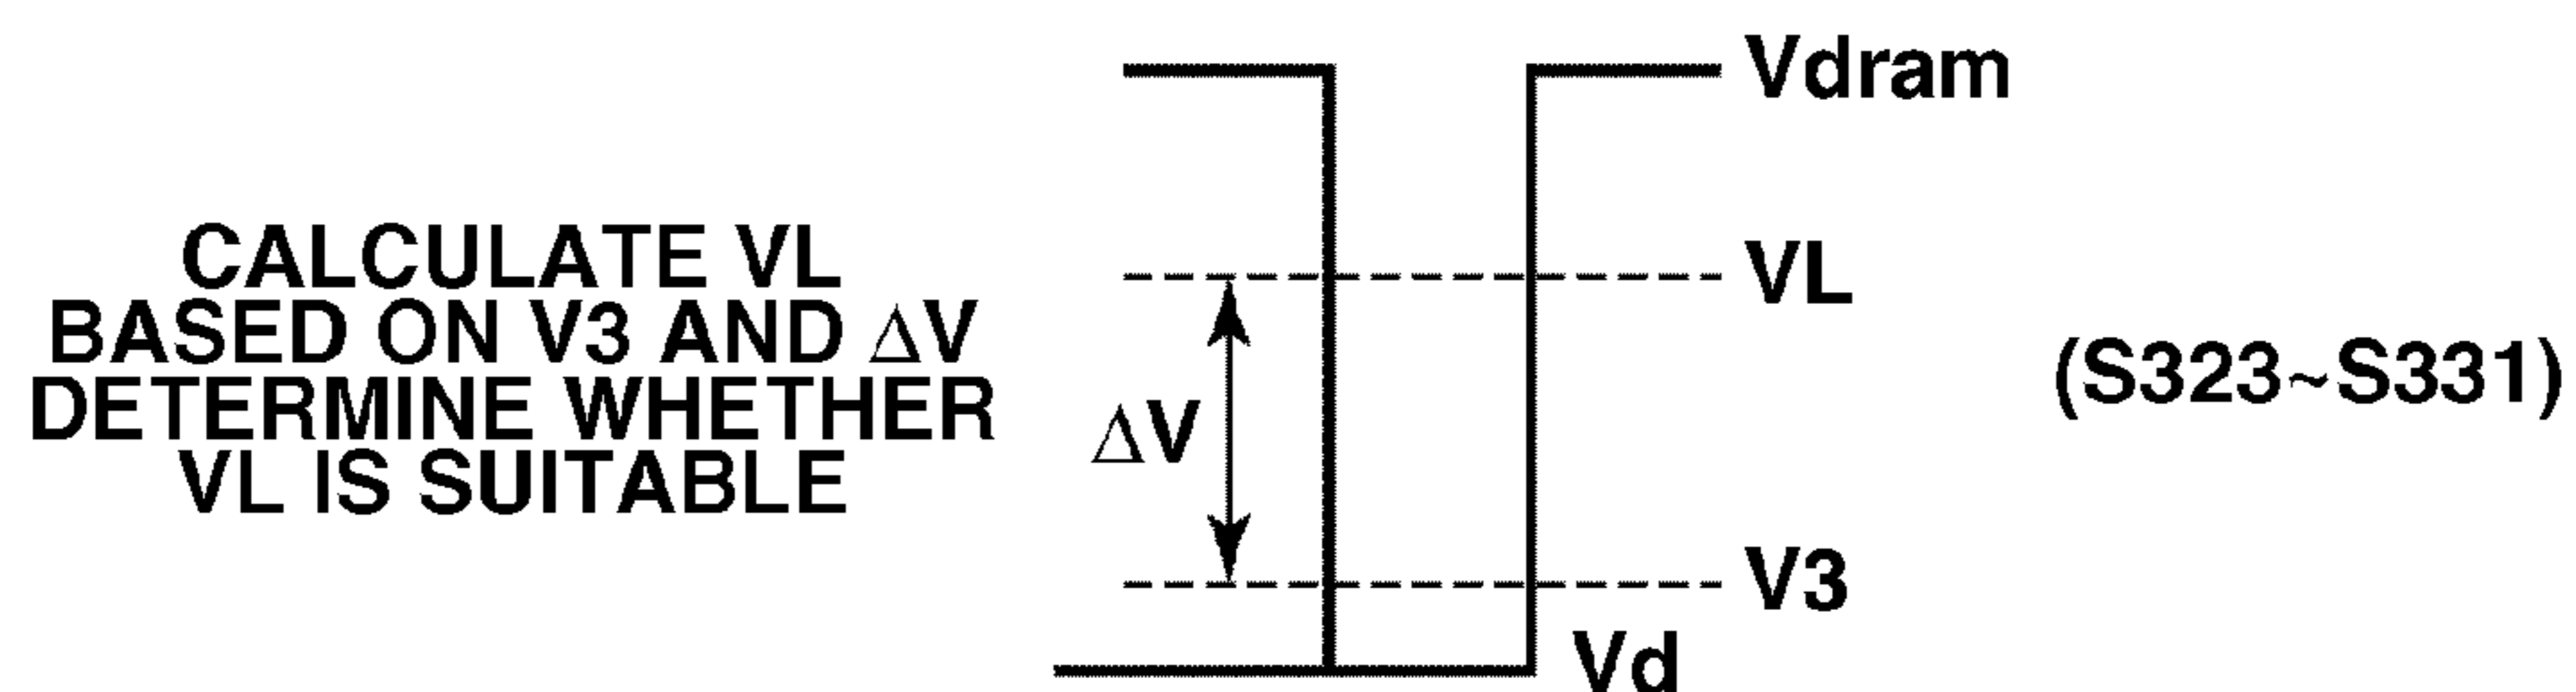 Vdram
CALCULATE VL
BASED ON V3 AND ΔV
DETERMINE WHETHER
VL IS SUITABLE
VL
(S323~S331)
ΔV
V3
Vd